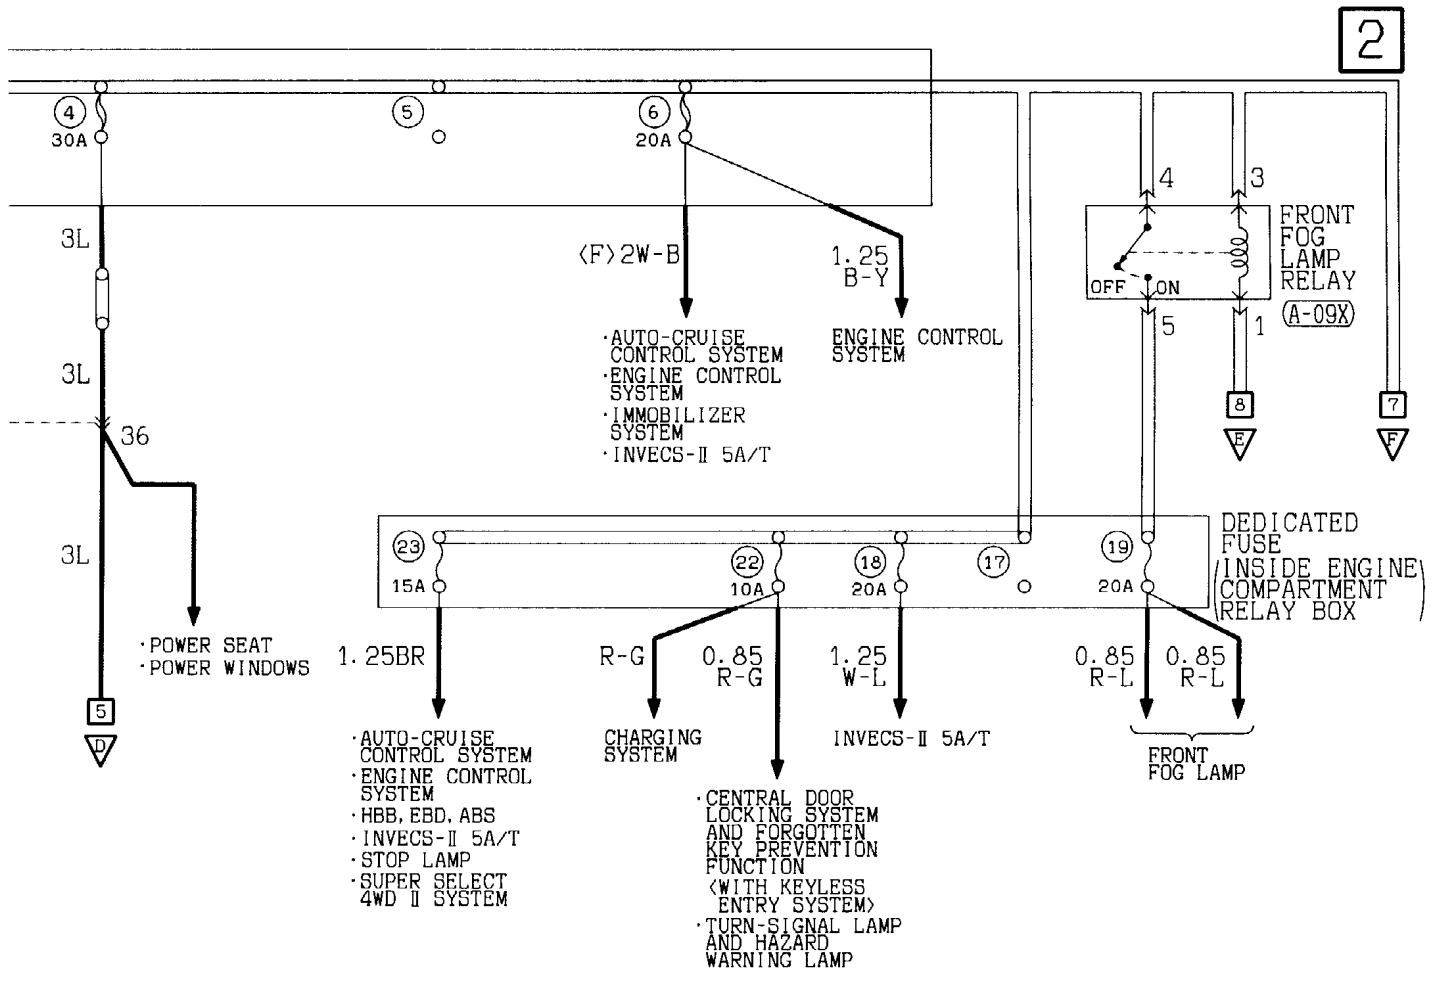 2
4
30A
5
6
20A
4
3
FRONT
FOG
LAMP
RELAY
(A-09X)
OFF
ON
5
1
3L
〈F〉2W-B
1.25
B-Y
·AUTO-CRUISE
CONTROL SYSTEM
·ENGINE CONTROL
SYSTEM
·IMMOBILIZER
SYSTEM
·INVECS-Ⅱ 5A/T
ENGINE CONTROL
SYSTEM
3L
36
8
E
7
F
3L
·POWER SEAT
·POWER WINDOWS
5
D
DEDICATED
FUSE
(INSIDE ENGINE
COMPARTMENT
RELAY BOX)
23
15A
22
10A
18
20A
17
19
20A
1.25BR
R-G
0.85
R-G
1.25
W-L
0.85
R-L
0.85
R-L
·AUTO-CRUISE
CONTROL SYSTEM
·ENGINE CONTROL
SYSTEM
·HBB, EBD, ABS
·INVECS-Ⅱ 5A/T
·STOP LAMP
·SUPER SELECT
4WD Ⅱ SYSTEM
CHARGING
SYSTEM
·CENTRAL DOOR
LOCKING SYSTEM
AND FORGOTTEN
KEY PREVENTION
FUNCTION
〈WITH KEYLESS
ENTRY SYSTEM〉
·TURN-SIGNAL LAMP
AND HAZARD
WARNING LAMP
INVECS-Ⅱ 5A/T
FRONT
FOG LAMP